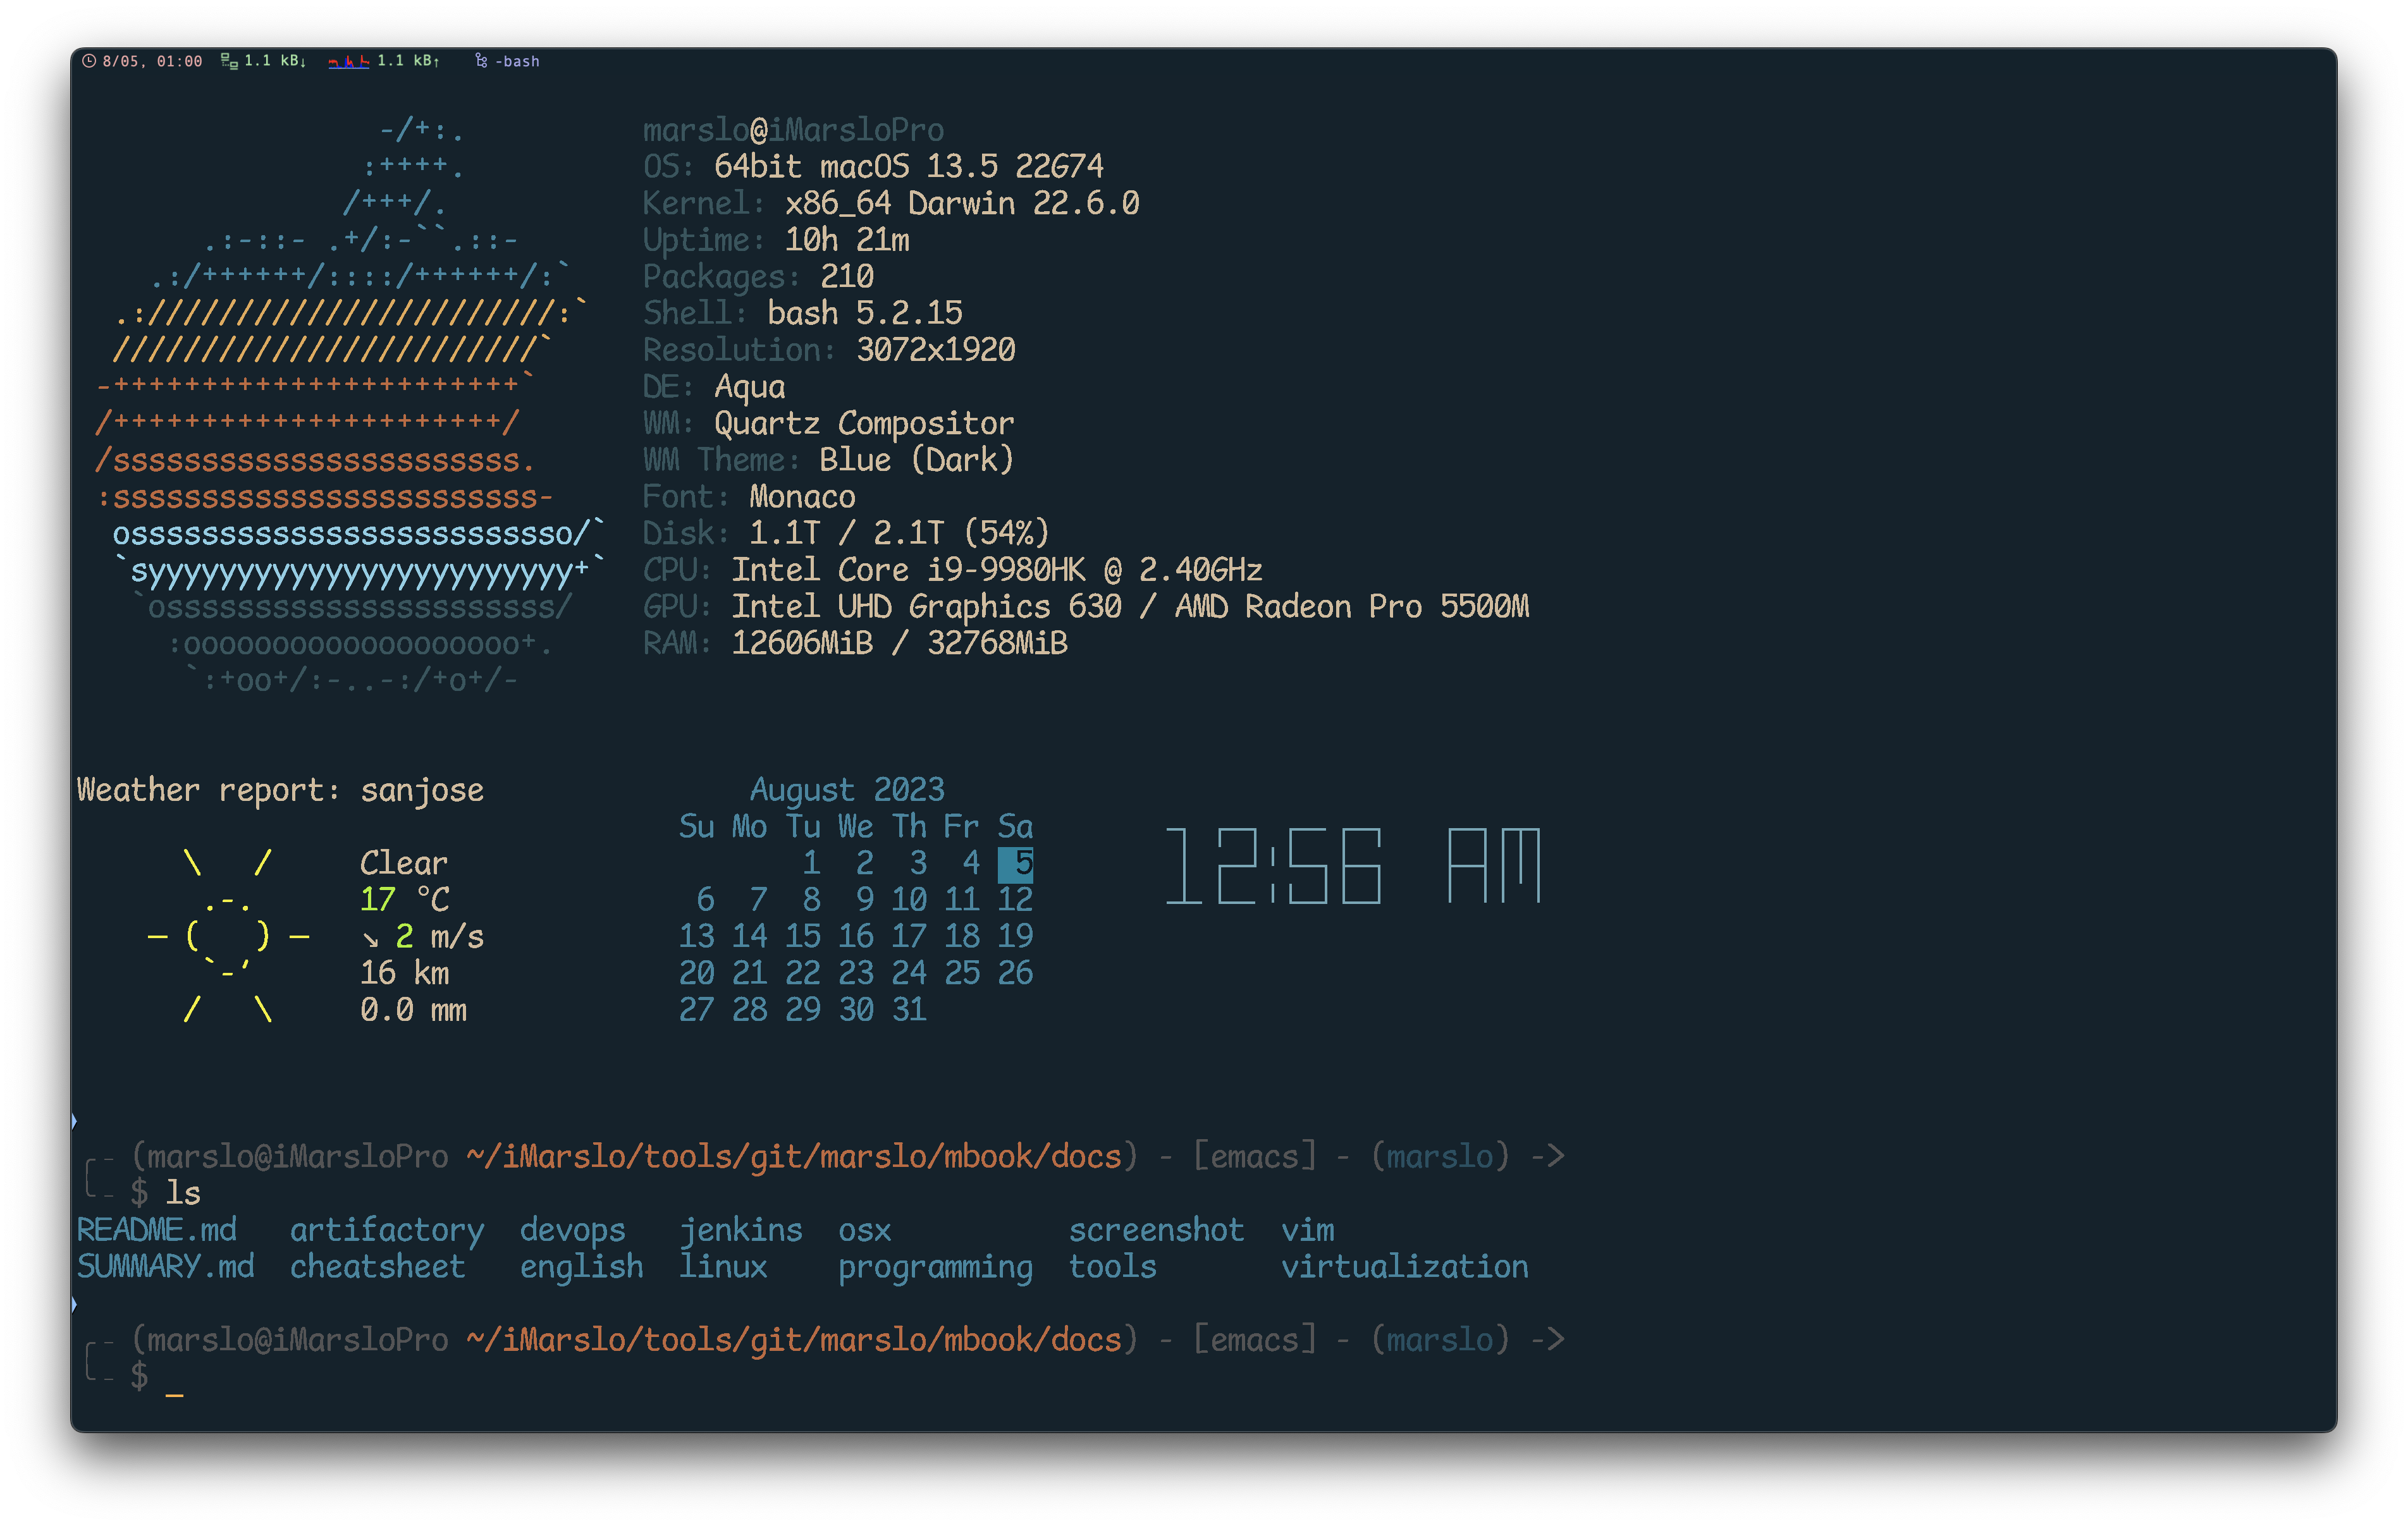 8/05, 01:00 1.1 kB↓ 1.1 kB↑ -bash
-/+:. marslo@iMarsloPro
:++++. OS: 64bit macOS 13.5 22G74
/+++/. Kernel: x86_64 Darwin 22.6.0
.:-::- .+/:-``.::- Uptime: 10h 21m
.:/++++++/::::/++++++/:` Packages: 210
.:///////////////////////:` Shell: bash 5.2.15
////////////////////////` Resolution: 3072x1920
-+++++++++++++++++++++++` DE: Aqua
/++++++++++++++++++++++/ WM: Quartz Compositor
/sssssssssssssssssssssss. WM Theme: Blue (Dark)
:ssssssssssssssssssssssss- Font: Monaco
osssssssssssssssssssssssso/` Disk: 1.1T / 2.1T (54%)
`syyyyyyyyyyyyyyyyyyyyyyyy+` CPU: Intel Core i9-9980HK @ 2.40GHz
`ossssssssssssssssssssss/ GPU: Intel UHD Graphics 630 / AMD Radeon Pro 5500M
:ooooooooooooooooooo+. RAM: 12606MiB / 32768MiB
`:+oo+/:-..-:/+o+/-
Weather report: sanjose August 2023
Su Mo Tu We Th Fr Sa
\ / Clear 1 2 3 4 5 12:56 AM
.-. 17 °C 6 7 8 9 10 11 12
― ( ) ― ↘ 2 m/s 13 14 15 16 17 18 19
`-' 16 km 20 21 22 23 24 25 26
/ \ 0.0 mm 27 28 29 30 31
╭╴- (marslo@iMarsloPro ~/iMarslo/tools/git/marslo/mbook/docs) - [emacs] - (marslo) ->
╰╴- $ ls
README.md artifactory devops jenkins osx screenshot vim
SUMMARY.md cheatsheet english linux programming tools virtualization
╭╴- (marslo@iMarsloPro ~/iMarslo/tools/git/marslo/mbook/docs) - [emacs] - (marslo) ->
╰╴- $ _